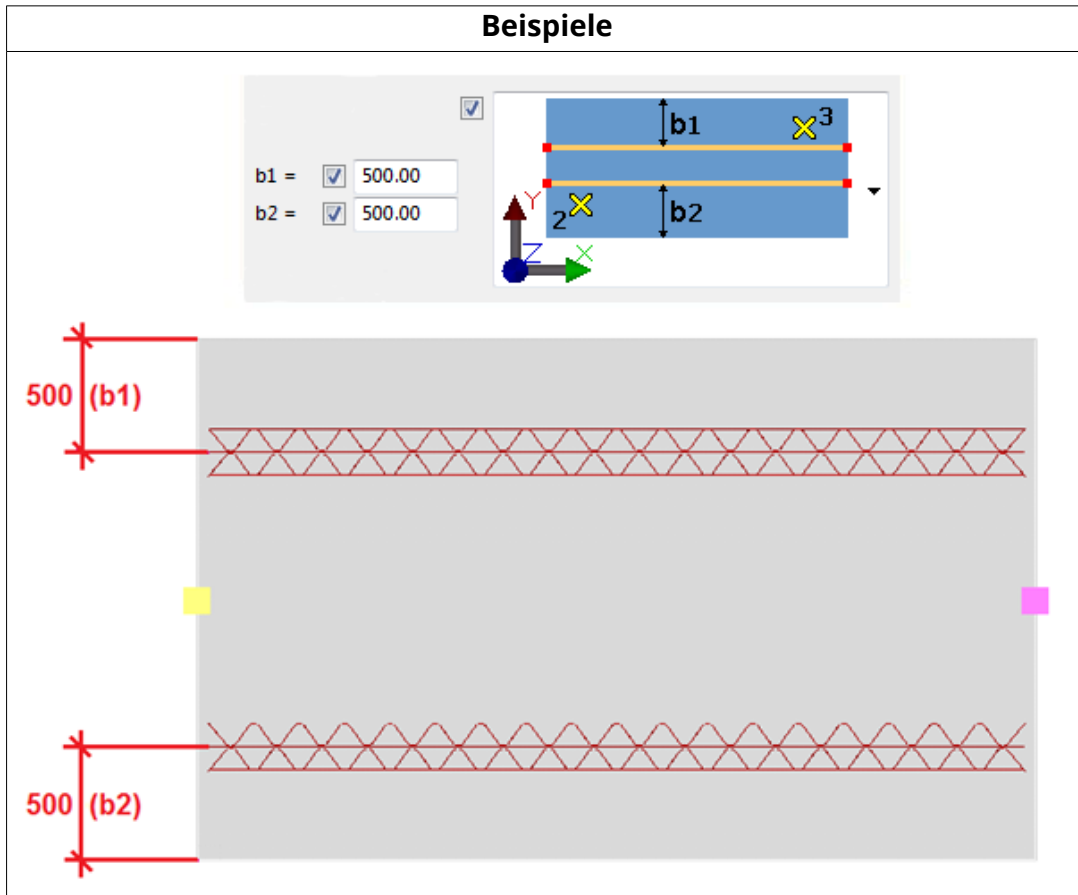 Beispiele
b1
3
b1 = 500.00
b2 = 500.00
Y
2
b2
Z
X
500 (b1)
500 (b2)